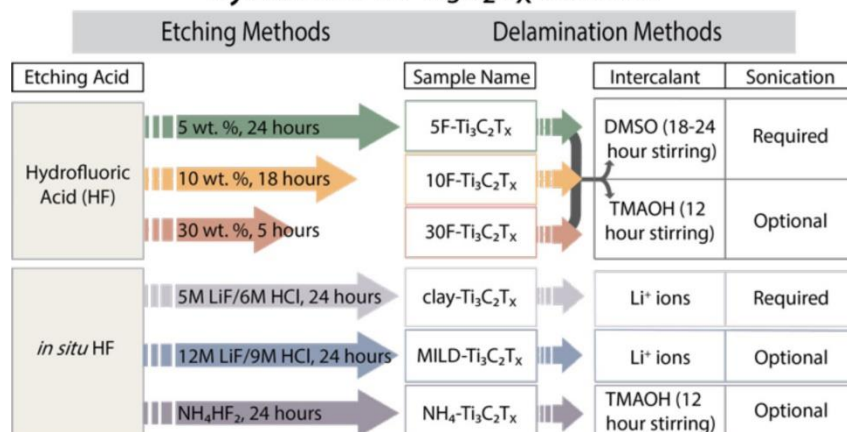 Etching Methods Delamination Methods
Etching Acid Sample Name Intercalant Sonication
Hydrofluoric
Acid (HF)
5 wt. %, 24 hours 5F-Ti₃C₂Tₓ
10 wt. %, 18 hours 10F-Ti₃C₂Tₓ
30 wt. %, 5 hours 30F-Ti₃C₂Tₓ
DMSO (18-24
hour stirring)
Required
TMAOH (12
hour stirring)
Optional
in situ HF
5M LiF/6M HCl, 24 hours clay-Ti₃C₂Tₓ Li⁺ ions Required
12M LiF/9M HCl, 24 hours MILD-Ti₃C₂Tₓ Li⁺ ions Optional
NH₄HF₂, 24 hours NH₄-Ti₃C₂Tₓ
TMAOH (12
hour stirring)
Optional